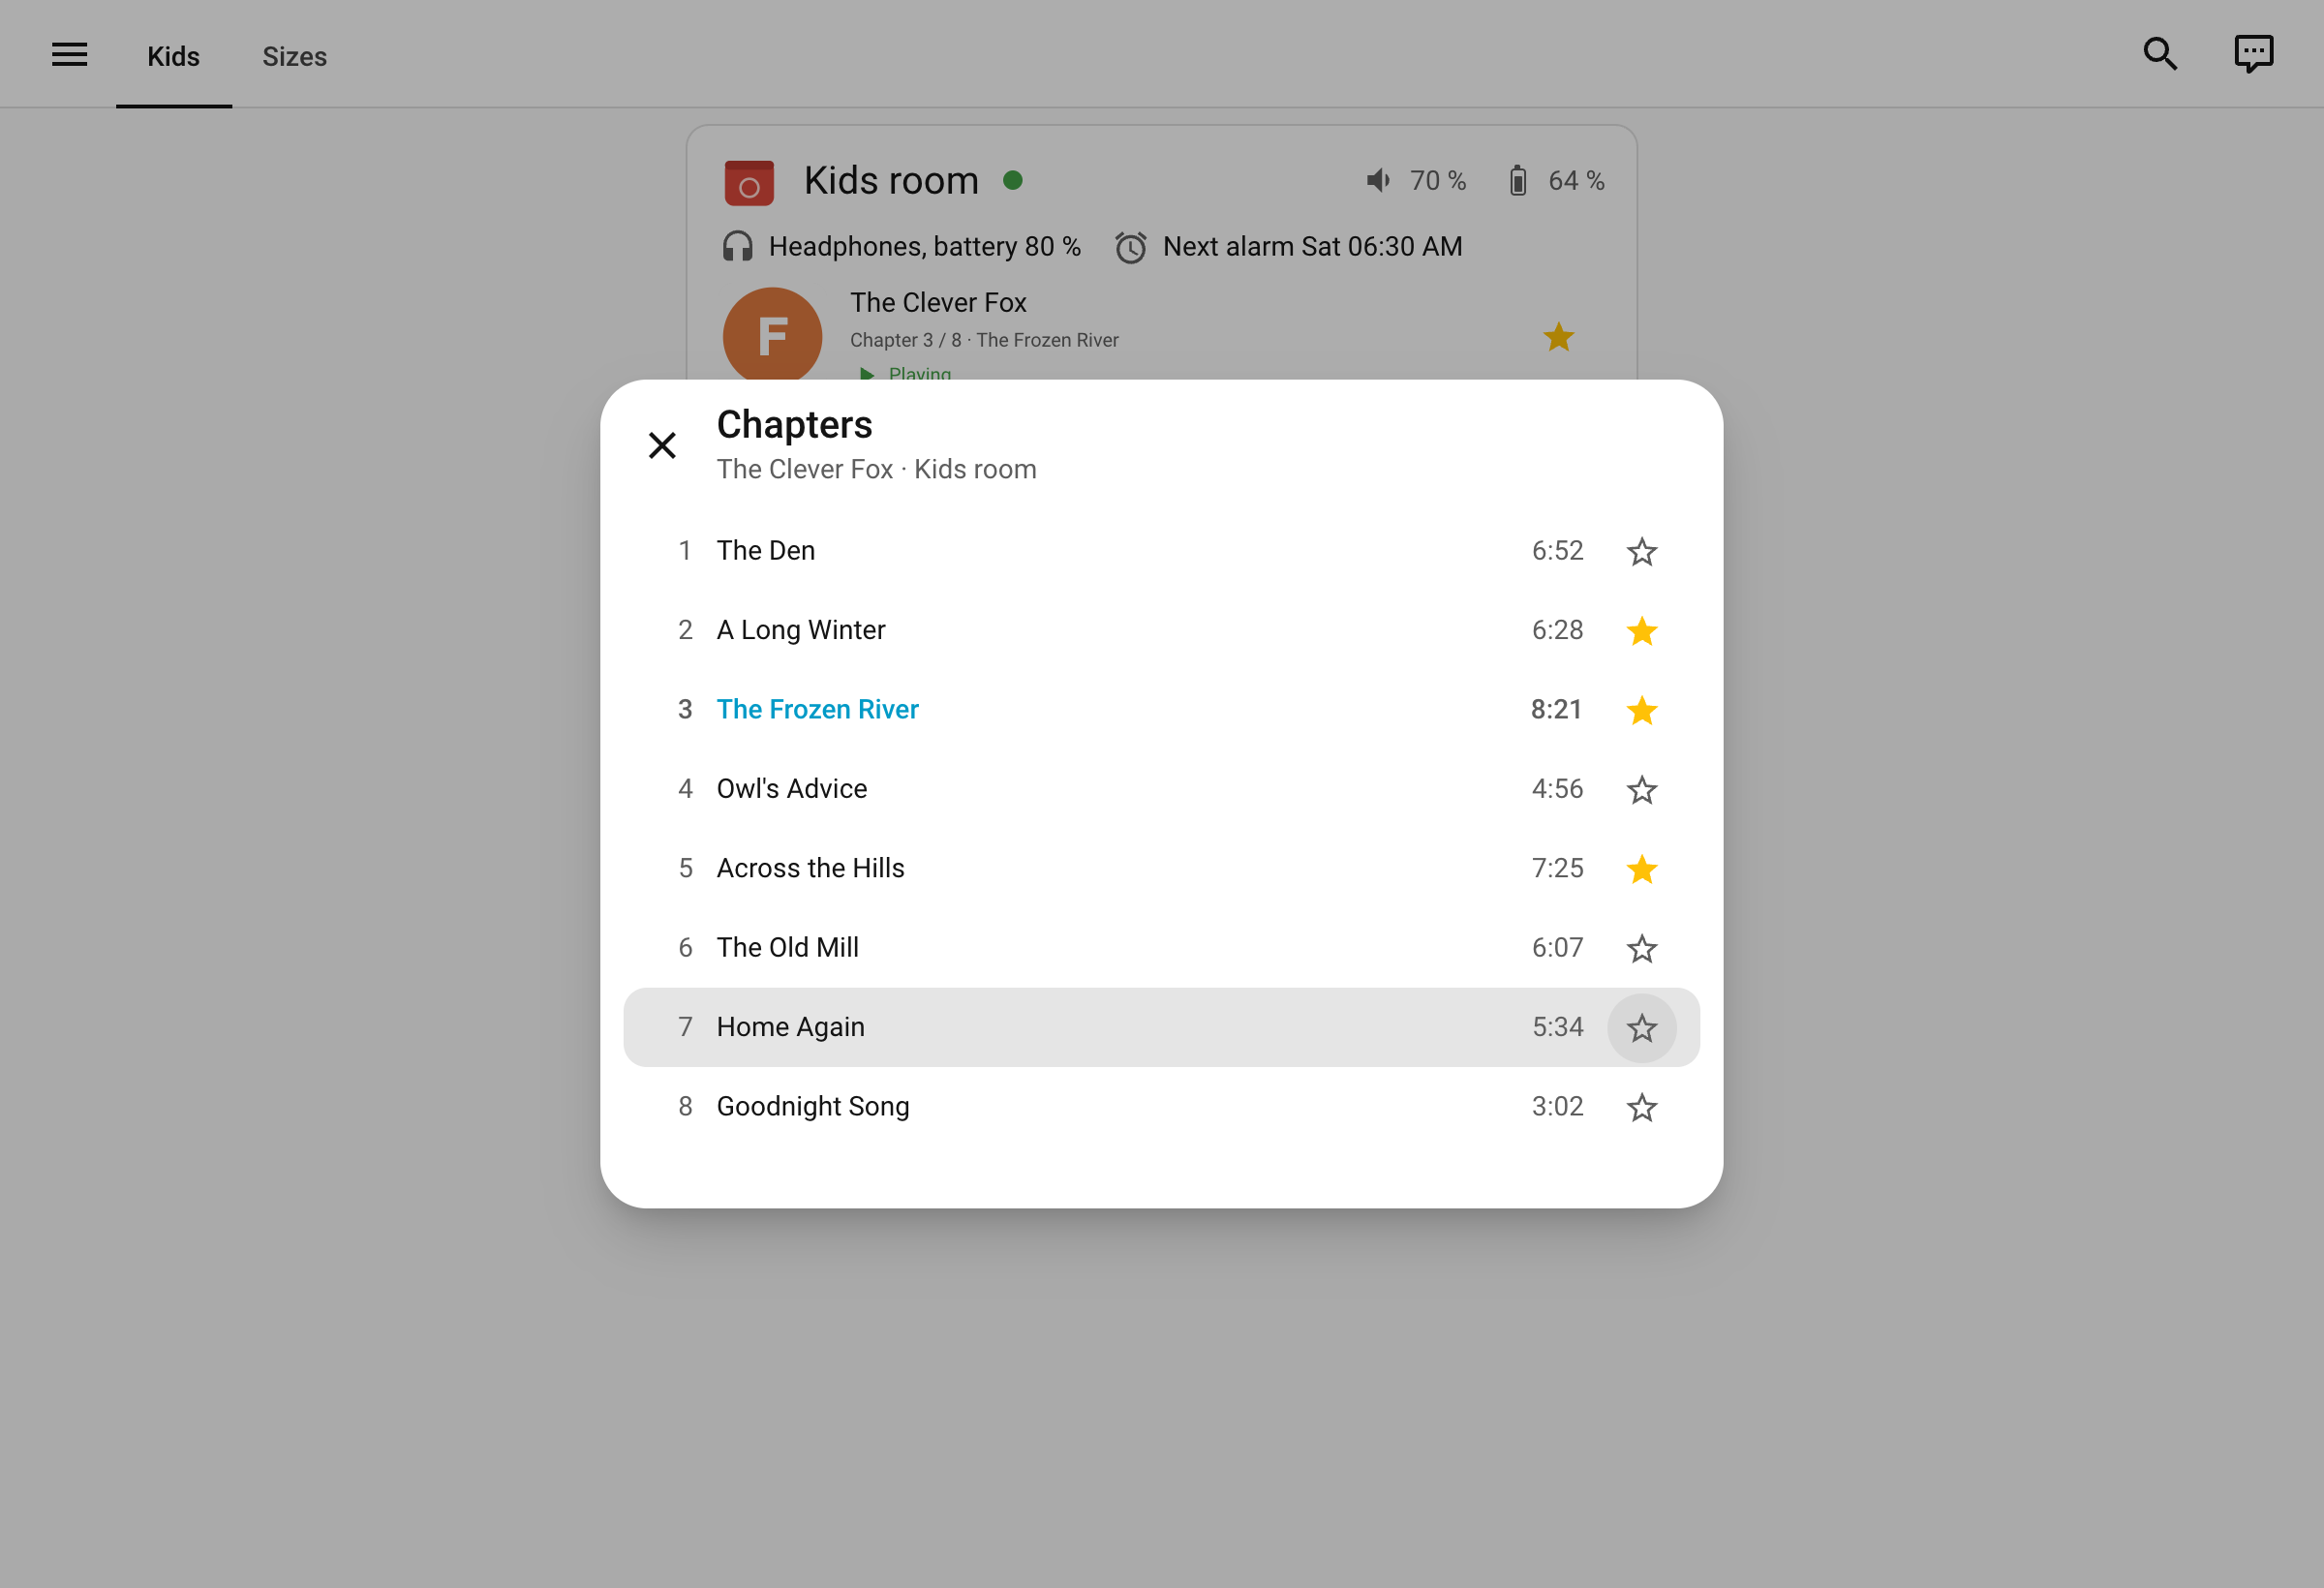 Kids Sizes
Kids room 70 % 64 %
Headphones, battery 80 % Next alarm Sat 06:30 AM
F
The Clever Fox
Chapter 3 / 8 · The Frozen River
Playing
Chapters
The Clever Fox · Kids room
1 The Den 6:52
2 A Long Winter 6:28
3 The Frozen River 8:21
4 Owl's Advice 4:56
5 Across the Hills 7:25
6 The Old Mill 6:07
7 Home Again 5:34
8 Goodnight Song 3:02